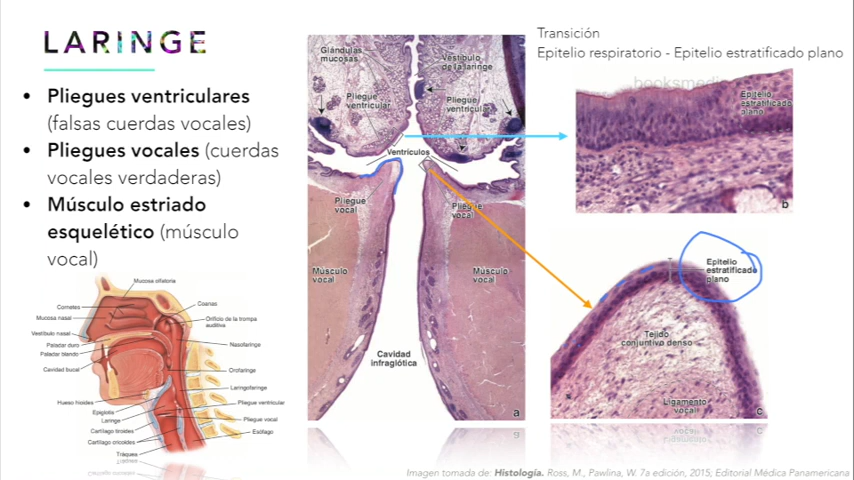 LARINGE
• Pliegues ventriculares
(falsas cuerdas vocales)
• Pliegues vocales (cuerdas
vocales verdaderas)
• Músculo estriado
esquelético (músculo
vocal)
Mucosa olfatoria
Cornetes
Mucosa nasal
Vestíbulo nasal
Paladar duro
Paladar blando
Cavidad bucal
Hueso hioides
Epiglotis
Laringe
Cartílago tiroides
Cartílago cricoides
Tráquea
Coanas
Orificio de la trompa
auditiva
Nasofaringe
Orofaringe
Laringofaringe
Pliegue ventricular
Pliegue vocal
Esófago
Glándulas
mucosas
Vestíbulo
de la laringe
Pliegue
ventricular
Pliegue
ventricular
Ventrículos
Pliegue
vocal
Pliegue
vocal
Músculo
vocal
Músculo
vocal
Cavidad
infraglótica
a
Transición
Epitelio respiratorio - Epitelio estratificado plano
Epitelio
estratificado
plano
b
Epitelio
estratificado
plano
Tejido
conjuntivo denso
Ligamento
vocal
c
Imagen tomada de: Histología. Ross, M., Pawlina, W. 7a edición, 2015, Editorial Médica Panamericana